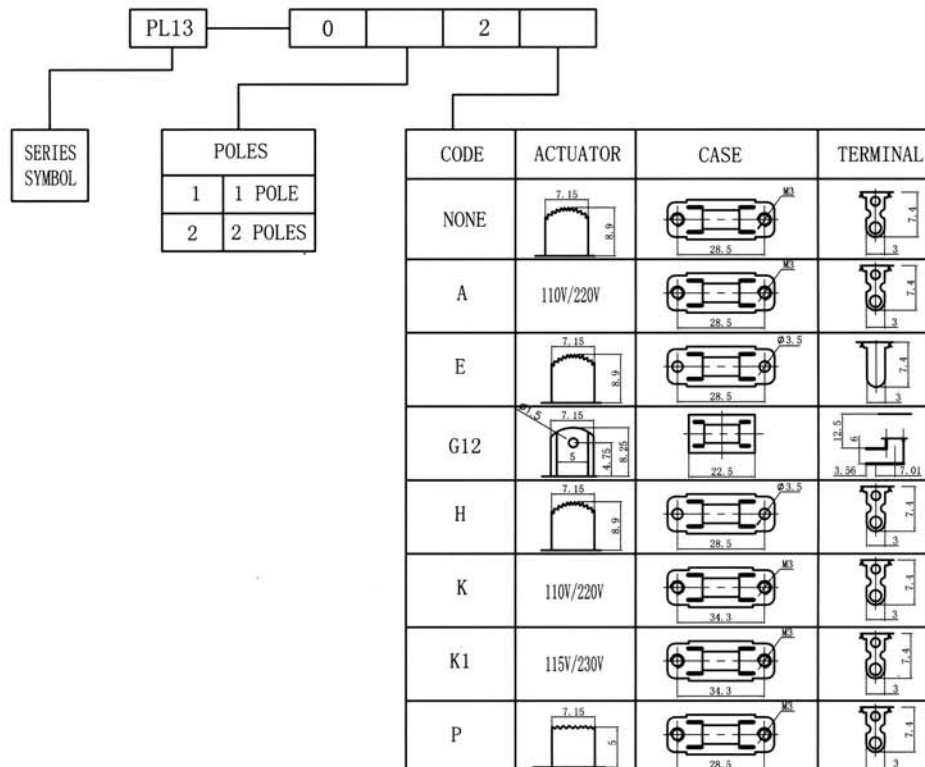 PL13 0 2
SERIES
SYMBOL
POLES
1 1 POLE
2 2 POLES
CODE ACTUATOR CASE TERMINAL
NONE 7.15 8.9 28.5 M3 7.4 3
A 110V/220V 28.5 M3 7.4 3
E 7.15 8.9 28.5 Ø3.5 7.4 3
G12 Ø1.5 7.15 5 4.75 8.25 22.5 12.5 6 3.56 7.01
H 7.15 8.9 28.5 Ø3.5 7.4 3
K 110V/220V 34.3 M3 7.4 3
K1 115V/230V 34.3 M3 7.4 3
P 7.15 5 28.5 M3 7.4 3